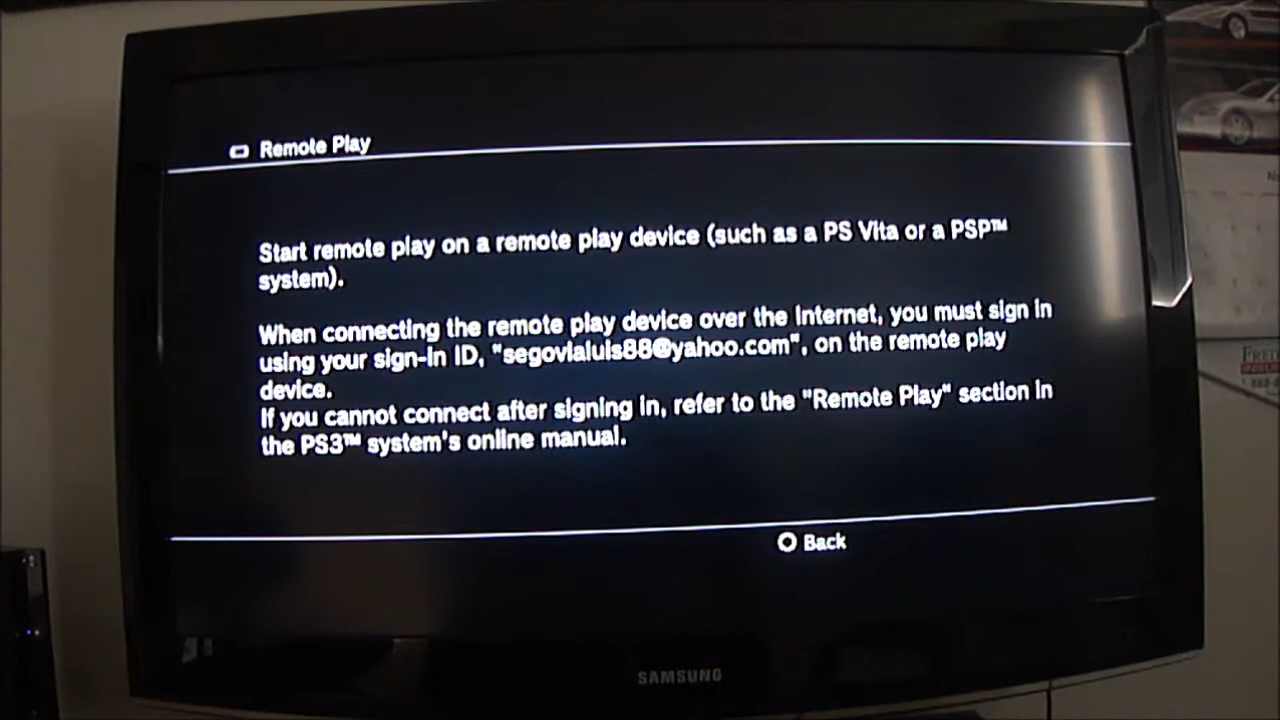 Remote Play
Start remote play on a remote play device (such as a PS Vita or a PSP™
system).
When connecting the remote play device over the Internet, you must sign in
using your sign-in ID, "segovialuis88@yahoo.com", on the remote play
device.
If you cannot connect after signing in, refer to the "Remote Play" section in
the PS3™ system's online manual.
Back
SAMSUNG